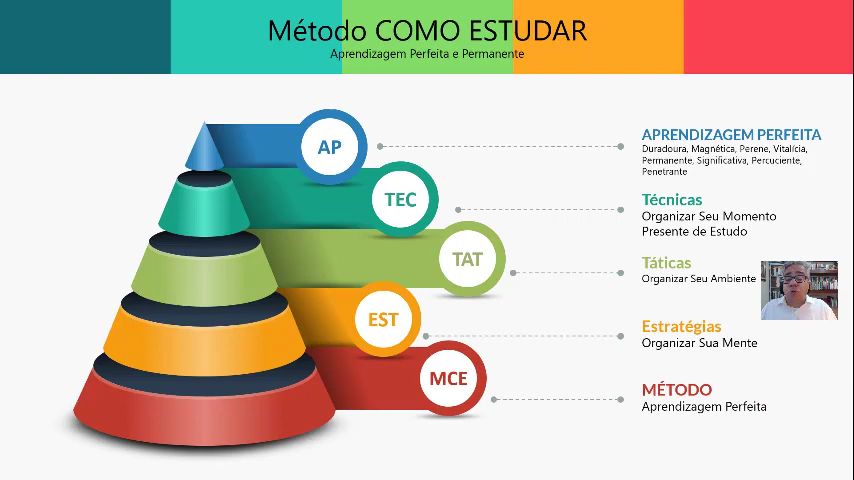 Método COMO ESTUDAR
Aprendizagem Perfeita e Permanente
AP
APRENDIZAGEM PERFEITA
Duradoura, Magnética, Perene, Vitalícia,
Permanente, Significativa, Percuciente,
Penetrante
TEC
Técnicas
Organizar Seu Momento
Presente de Estudo
TAT
Táticas
Organizar Seu Ambiente
EST
Estratégias
Organizar Sua Mente
MCE
MÉTODO
Aprendizagem Perfeita